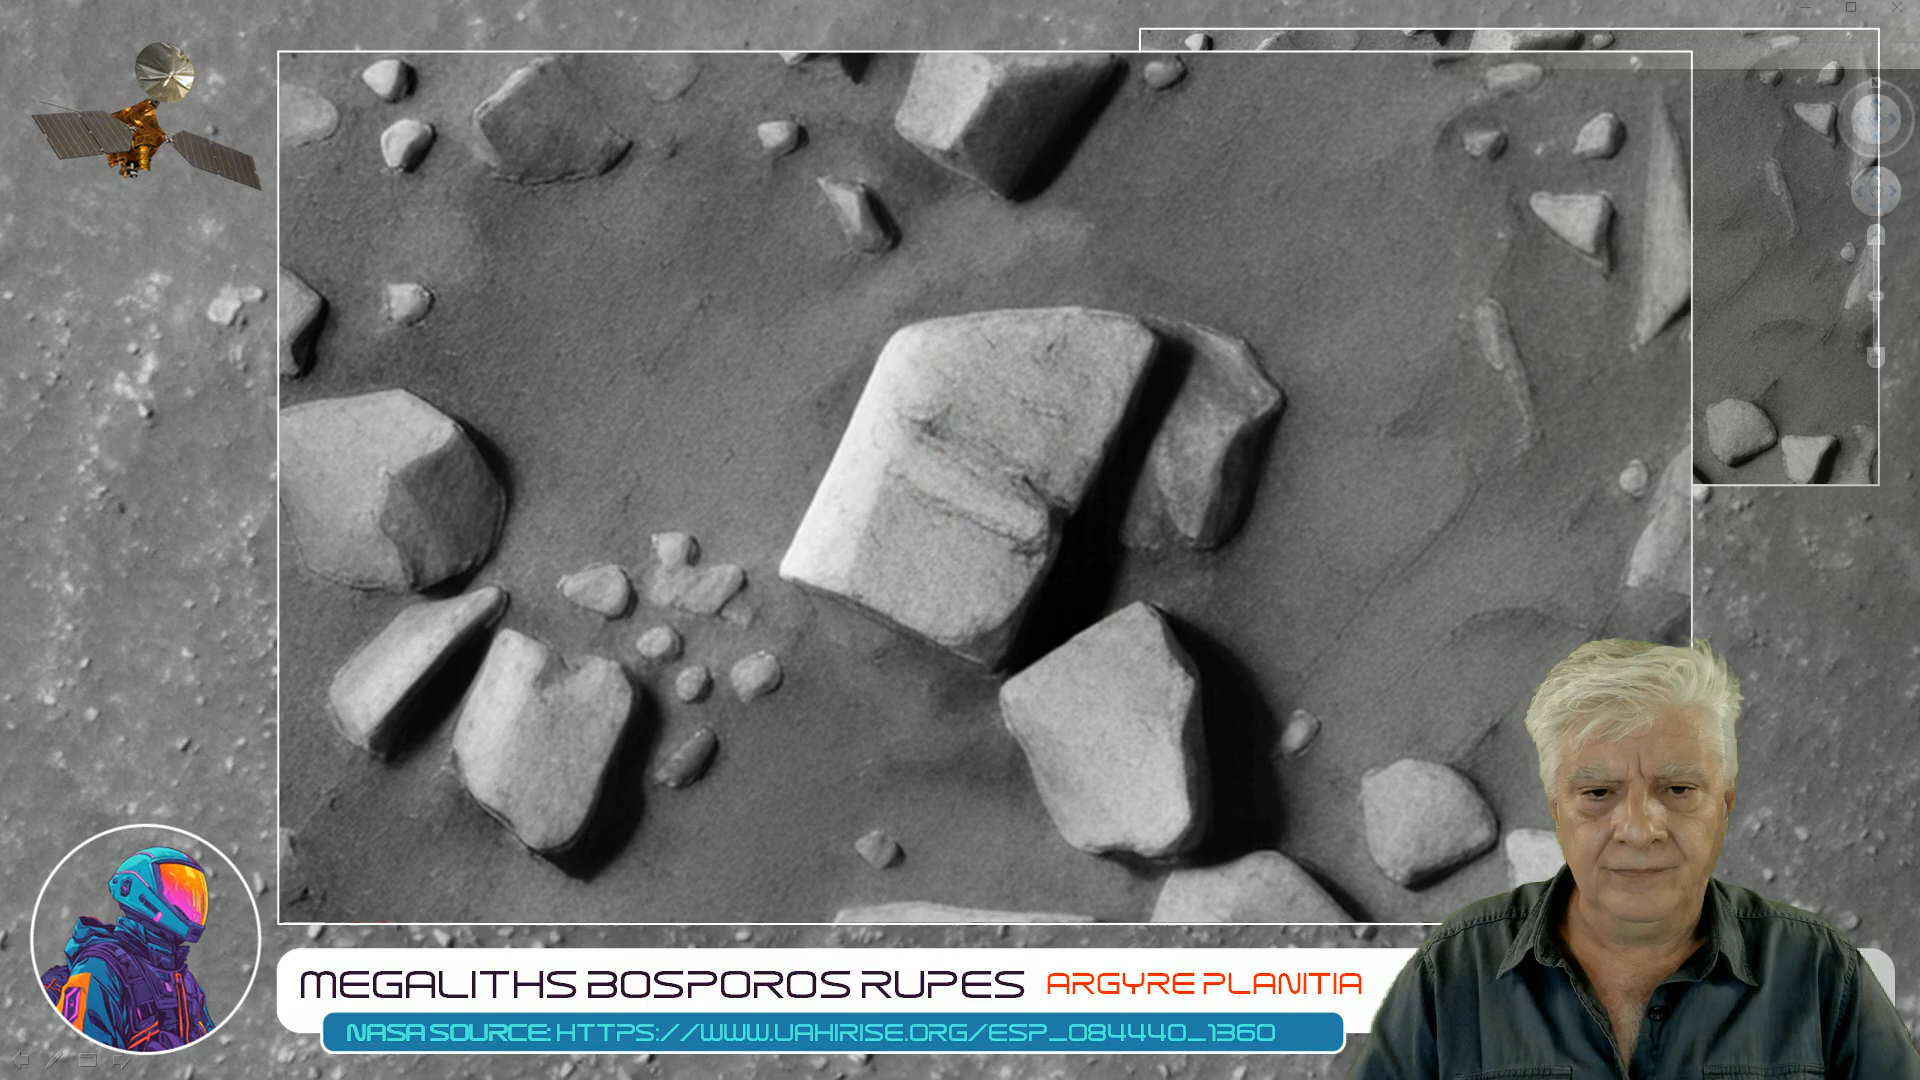 MEGALITHS BOSPOROS RUPES ARGYRE PLANITIA
NASA SOURCE: HTTPS://WWW.UAHIRISE.ORG/ESP_084440_1360